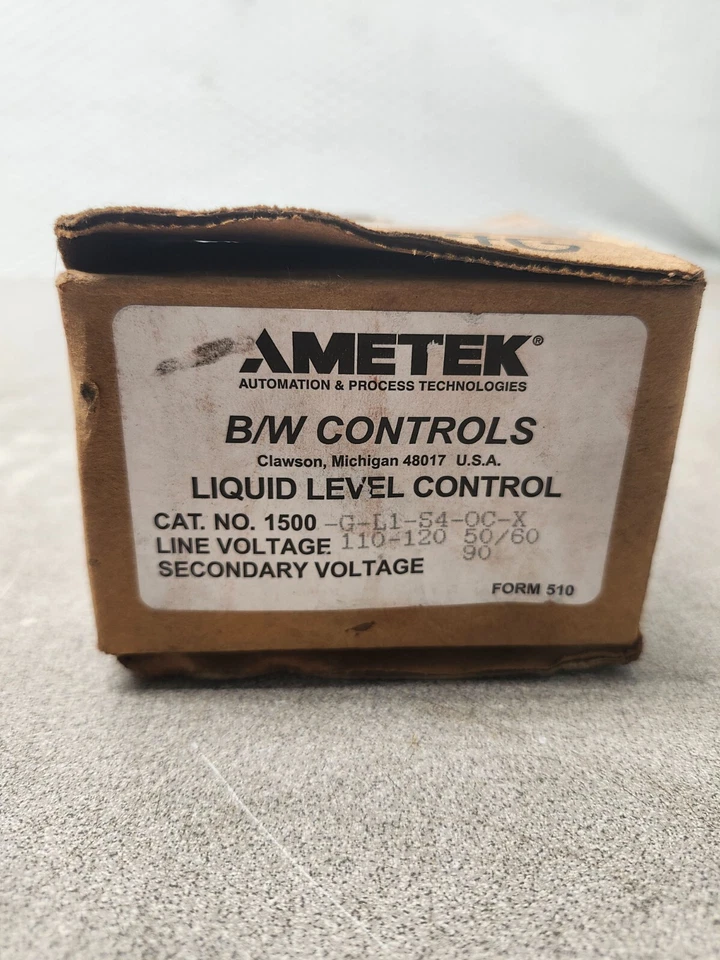 AMETEK®
AUTOMATION & PROCESS TECHNOLOGIES
B/W CONTROLS
Clawson, Michigan 48017 U.S.A.
LIQUID LEVEL CONTROL
CAT. NO. 1500 -G-L1-S4-OC-X
LINE VOLTAGE 110-120 50/60
SECONDARY VOLTAGE 90
FORM 510